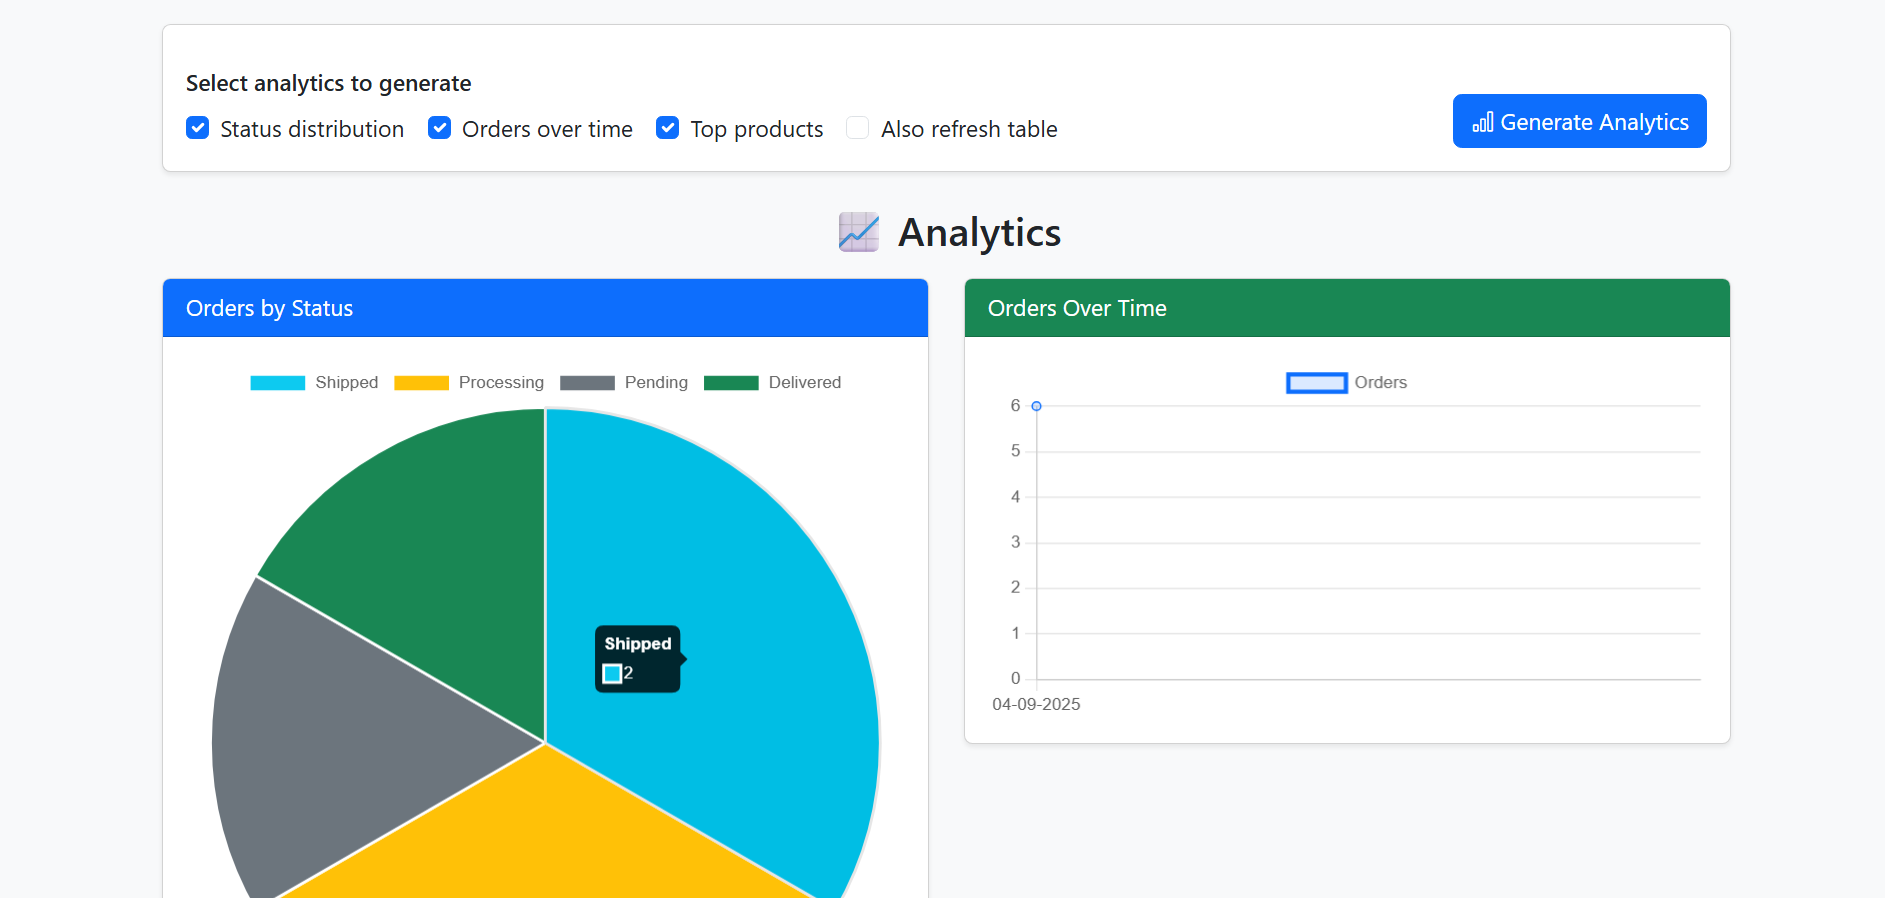 Select analytics to generate
Status distribution Orders over time Top products Also refresh table
Generate Analytics
Analytics
Orders by Status
Shipped Processing Pending Delivered
Shipped
2
Orders Over Time
Orders
6
5
4
3
2
1
0
04-09-2025